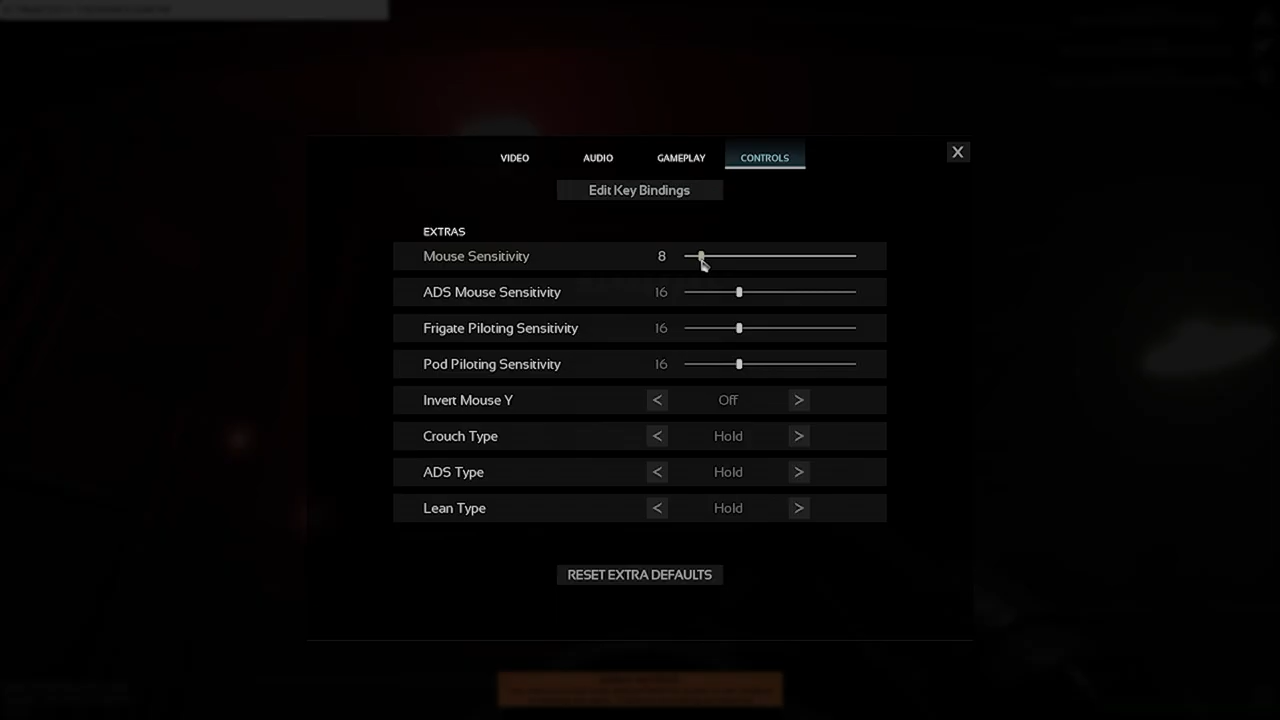 VIDEO AUDIO GAMEPLAY CONTROLS X
Edit Key Bindings
EXTRAS
Mouse Sensitivity 8
ADS Mouse Sensitivity 16
Frigate Piloting Sensitivity 16
Pod Piloting Sensitivity 16
Invert Mouse Y < Off >
Crouch Type < Hold >
ADS Type < Hold >
Lean Type < Hold >
RESET EXTRA DEFAULTS